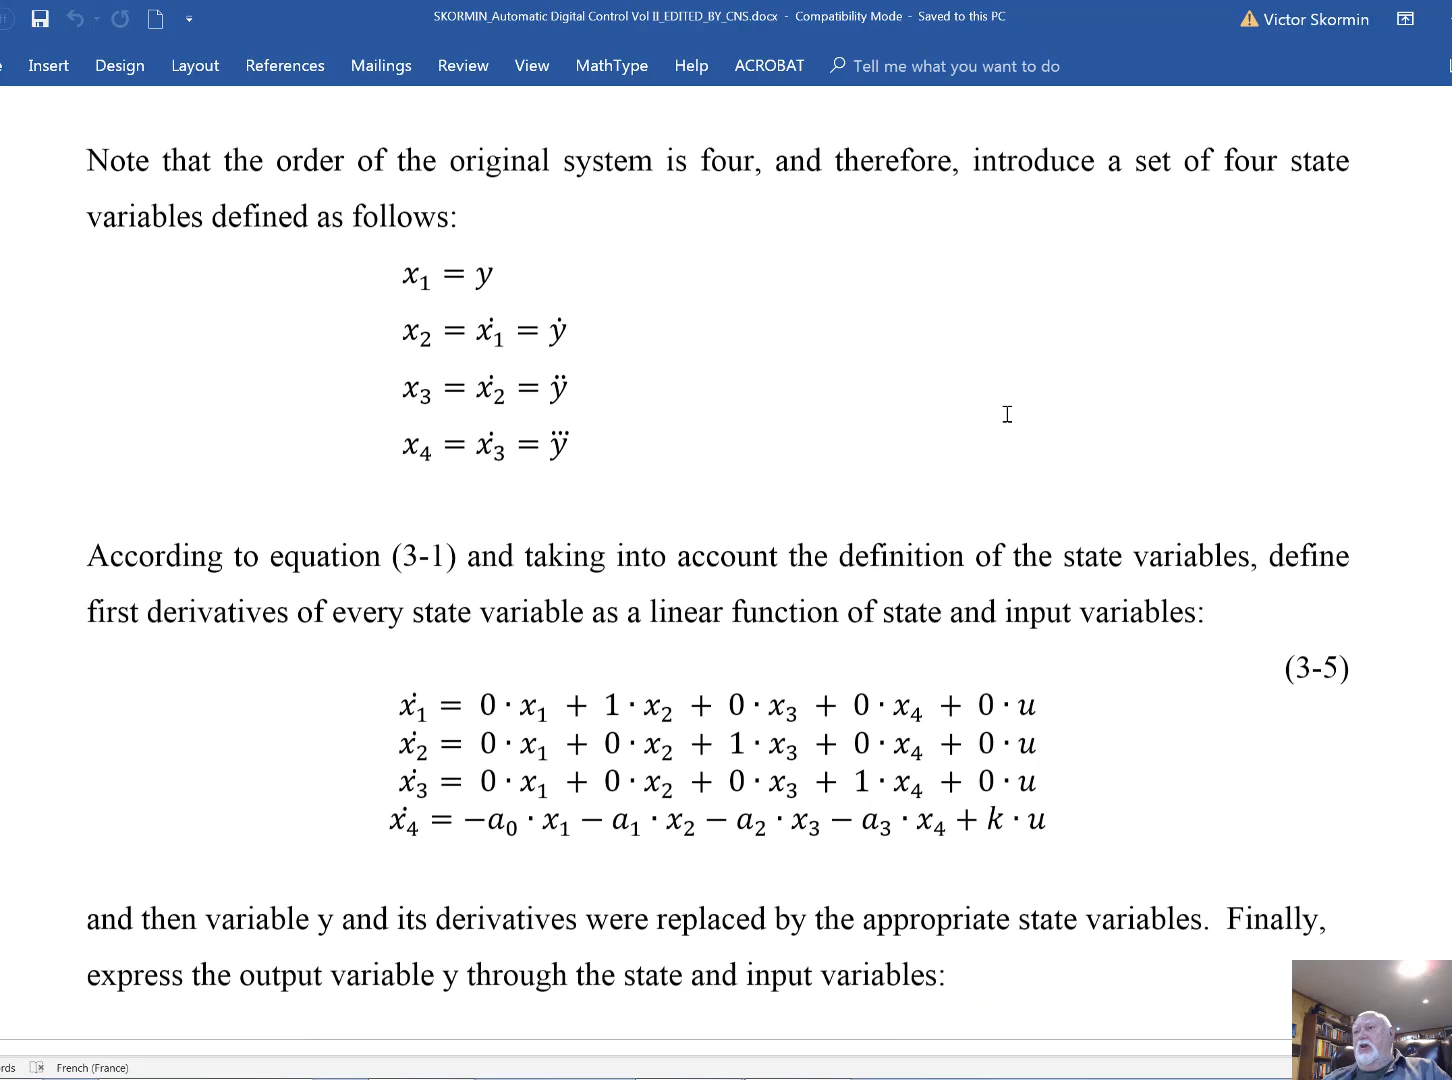 SKORMIN_Automatic Digital Control Vol II_EDITED_BY_CNS.docx - Compatibility Mode - Saved to this PC
Victor Skormin
Insert Design Layout References Mailings Review View MathType Help ACROBAT Tell me what you want to do
Note that the order of the original system is four, and therefore, introduce a set of four state
variables defined as follows:
x₁ = y
x₂ = ẋ₁ = ẏ
x₃ = ẋ₂ = ÿ
x₄ = ẋ₃ = y⃛
According to equation (3-1) and taking into account the definition of the state variables, define
first derivatives of every state variable as a linear function of state and input variables:
(3-5)
ẋ₁ = 0 · x₁ + 1 · x₂ + 0 · x₃ + 0 · x₄ + 0 · u
ẋ₂ = 0 · x₁ + 0 · x₂ + 1 · x₃ + 0 · x₄ + 0 · u
ẋ₃ = 0 · x₁ + 0 · x₂ + 0 · x₃ + 1 · x₄ + 0 · u
ẋ₄ = −a₀ · x₁ − a₁ · x₂ − a₂ · x₃ − a₃ · x₄ + k · u
and then variable y and its derivatives were replaced by the appropriate state variables. Finally,
express the output variable y through the state and input variables:
rds French (France)